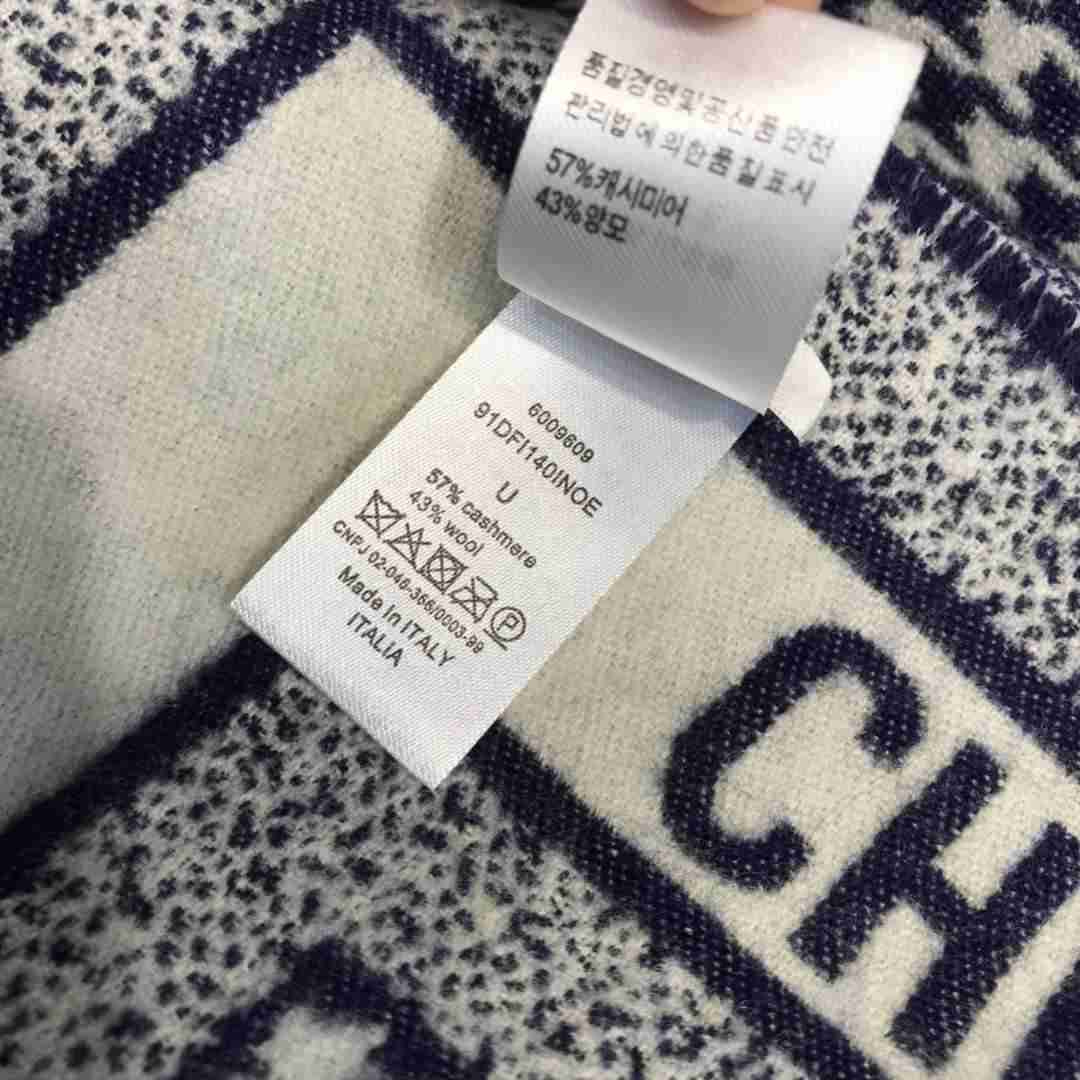 품질경영및공산품안전
관리법에의한품질표시
57%캐시미어
43%양모
6009609
91DFI140INOE
U
57% cashmere
43% wool
P
CNPJ 02-046-356/0003-99
Made In ITALY
ITALIA
CH